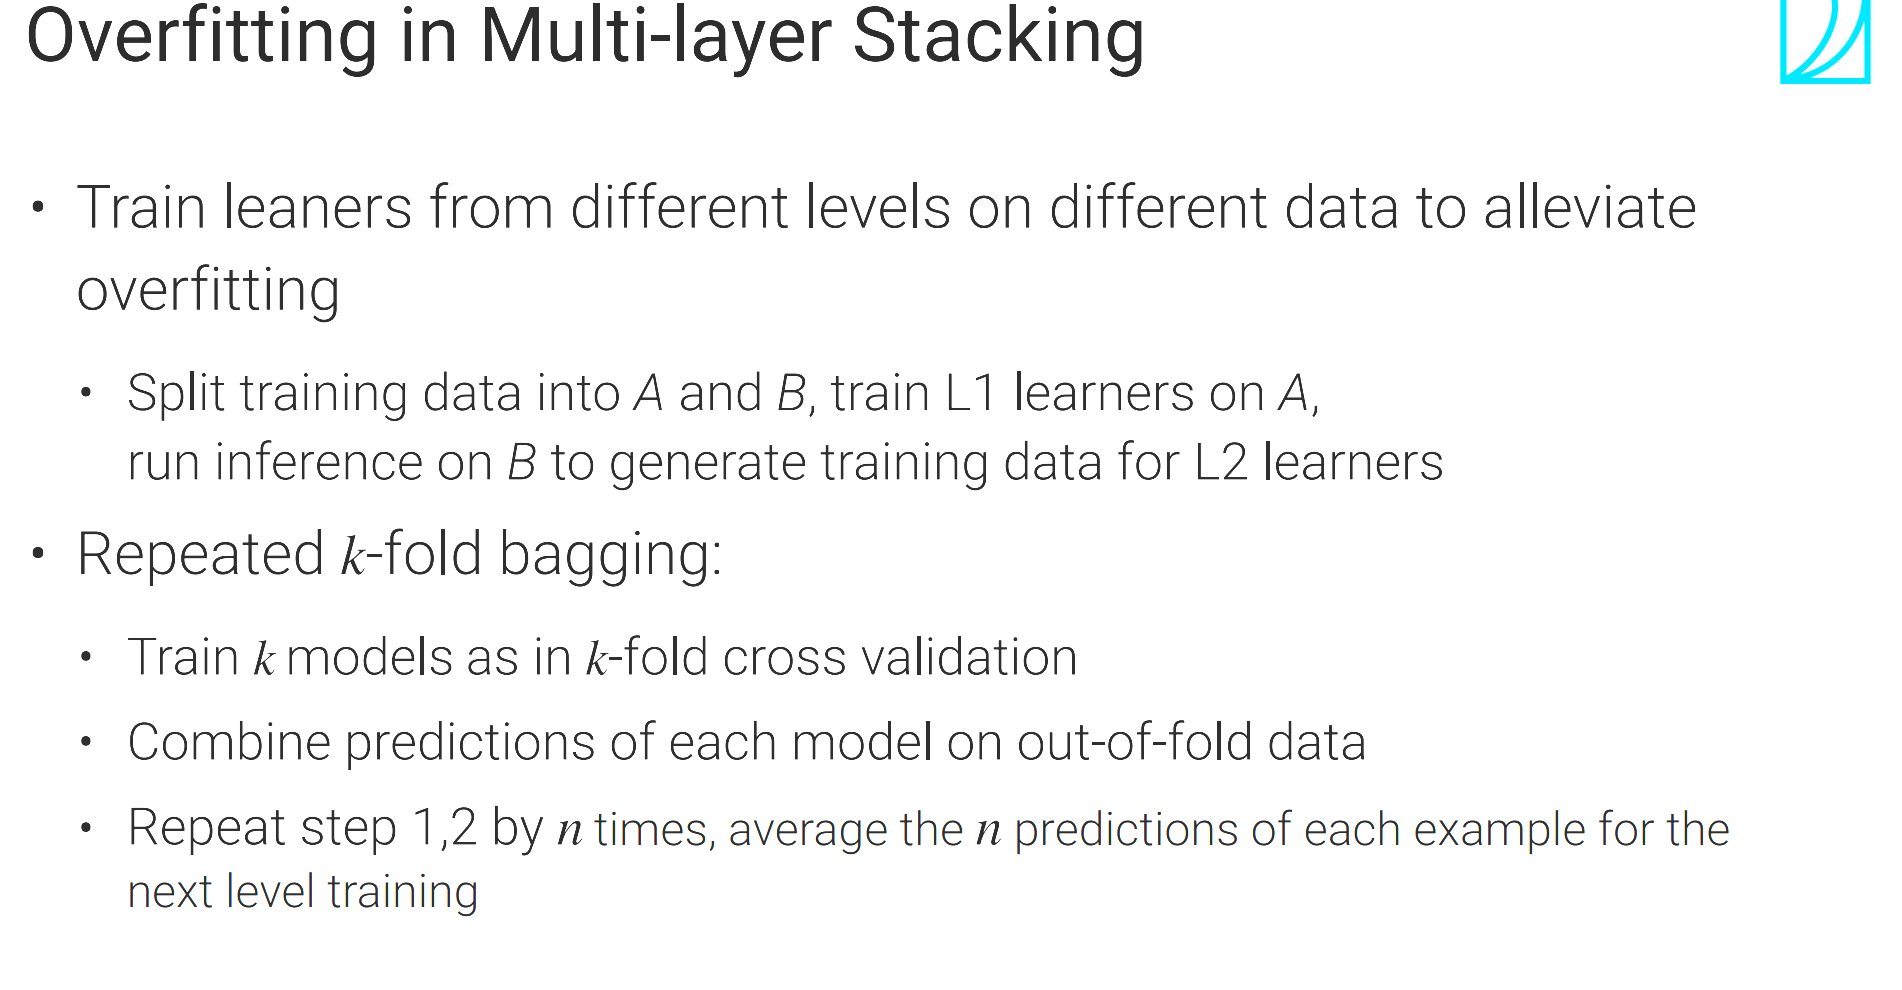 Overfitting in Multi-layer Stacking
• Train leaners from different levels on different data to alleviate
overfitting
• Split training data into A and B, train L1 learners on A,
run inference on B to generate training data for L2 learners
• Repeated k-fold bagging:
• Train k models as in k-fold cross validation
• Combine predictions of each model on out-of-fold data
• Repeat step 1,2 by n times, average the n predictions of each example for the
next level training